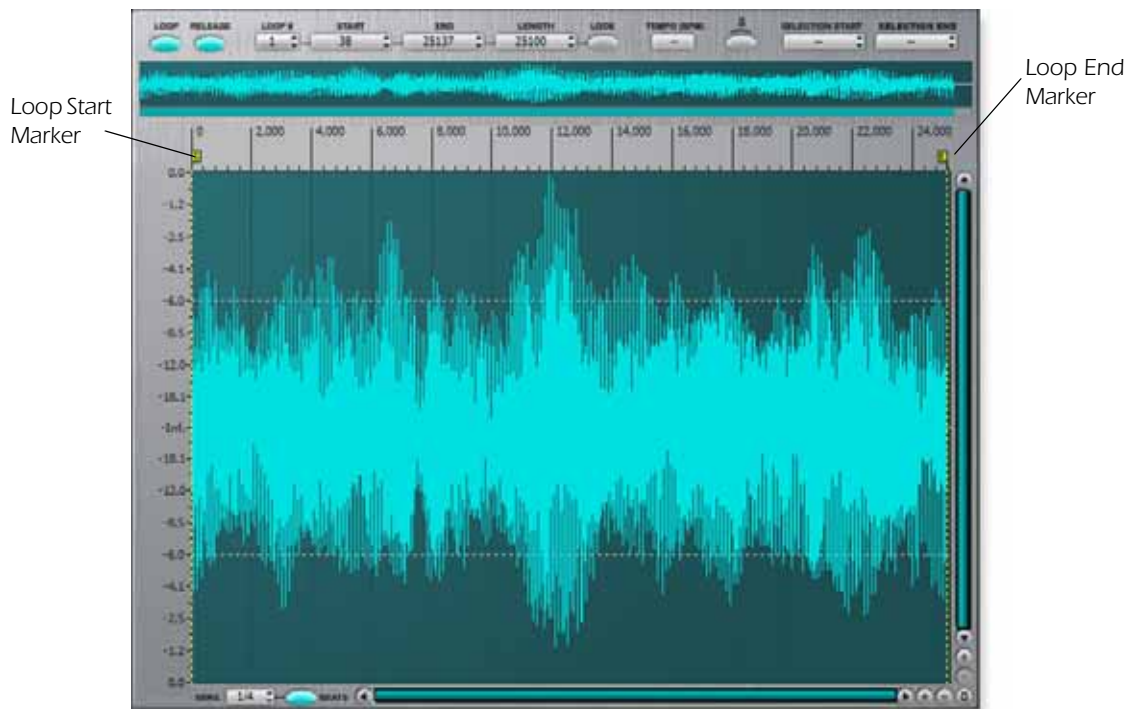 LOOP RELEASE LOOP # START END LENGTH LOCK TEMPO (BPM) SELECTION START SELECTION END
1 38 25137 25100 -- -- --
Loop Start
Marker
Loop End
Marker
0 2,000 4,000 6,000 8,000 10,000 12,000 14,000 16,000 18,000 20,000 22,000 24,000
0.0
-1.2
-2.5
-4.1
-6.0
-8.5
-12.0
-18.1
-Inf.
-18.1
-12.0
-8.5
-6.0
-4.1
-2.5
-1.2
0.0
1/4 BEATS